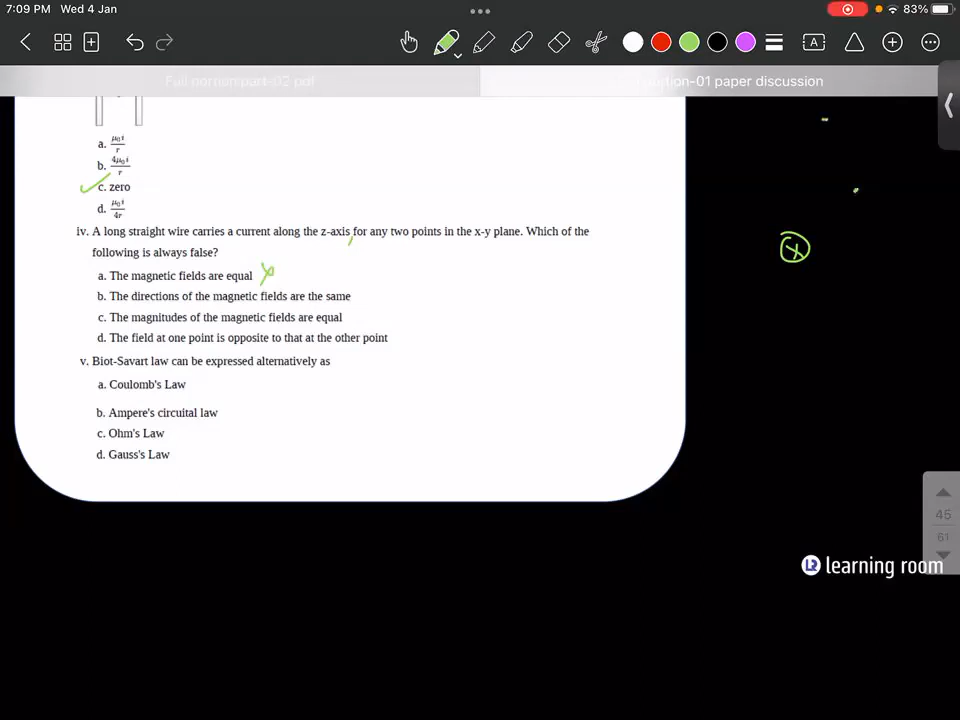 7:09 PM Wed 4 Jan
83%
A
Full portion part-02 pdf
ction-01 paper discussion
a. μ₀i/r
b. 4μ₀i/r
c. zero
d. μ₀i/4r
iv. A long straight wire carries a current along the z-axis for any two points in the x-y plane. Which of the
following is always false?
a. The magnetic fields are equal
b. The directions of the magnetic fields are the same
c. The magnitudes of the magnetic fields are equal
d. The field at one point is opposite to that at the other point
v. Biot-Savart law can be expressed alternatively as
a. Coulomb's Law
b. Ampere's circuital law
c. Ohm's Law
d. Gauss's Law
45
61
LR learning room